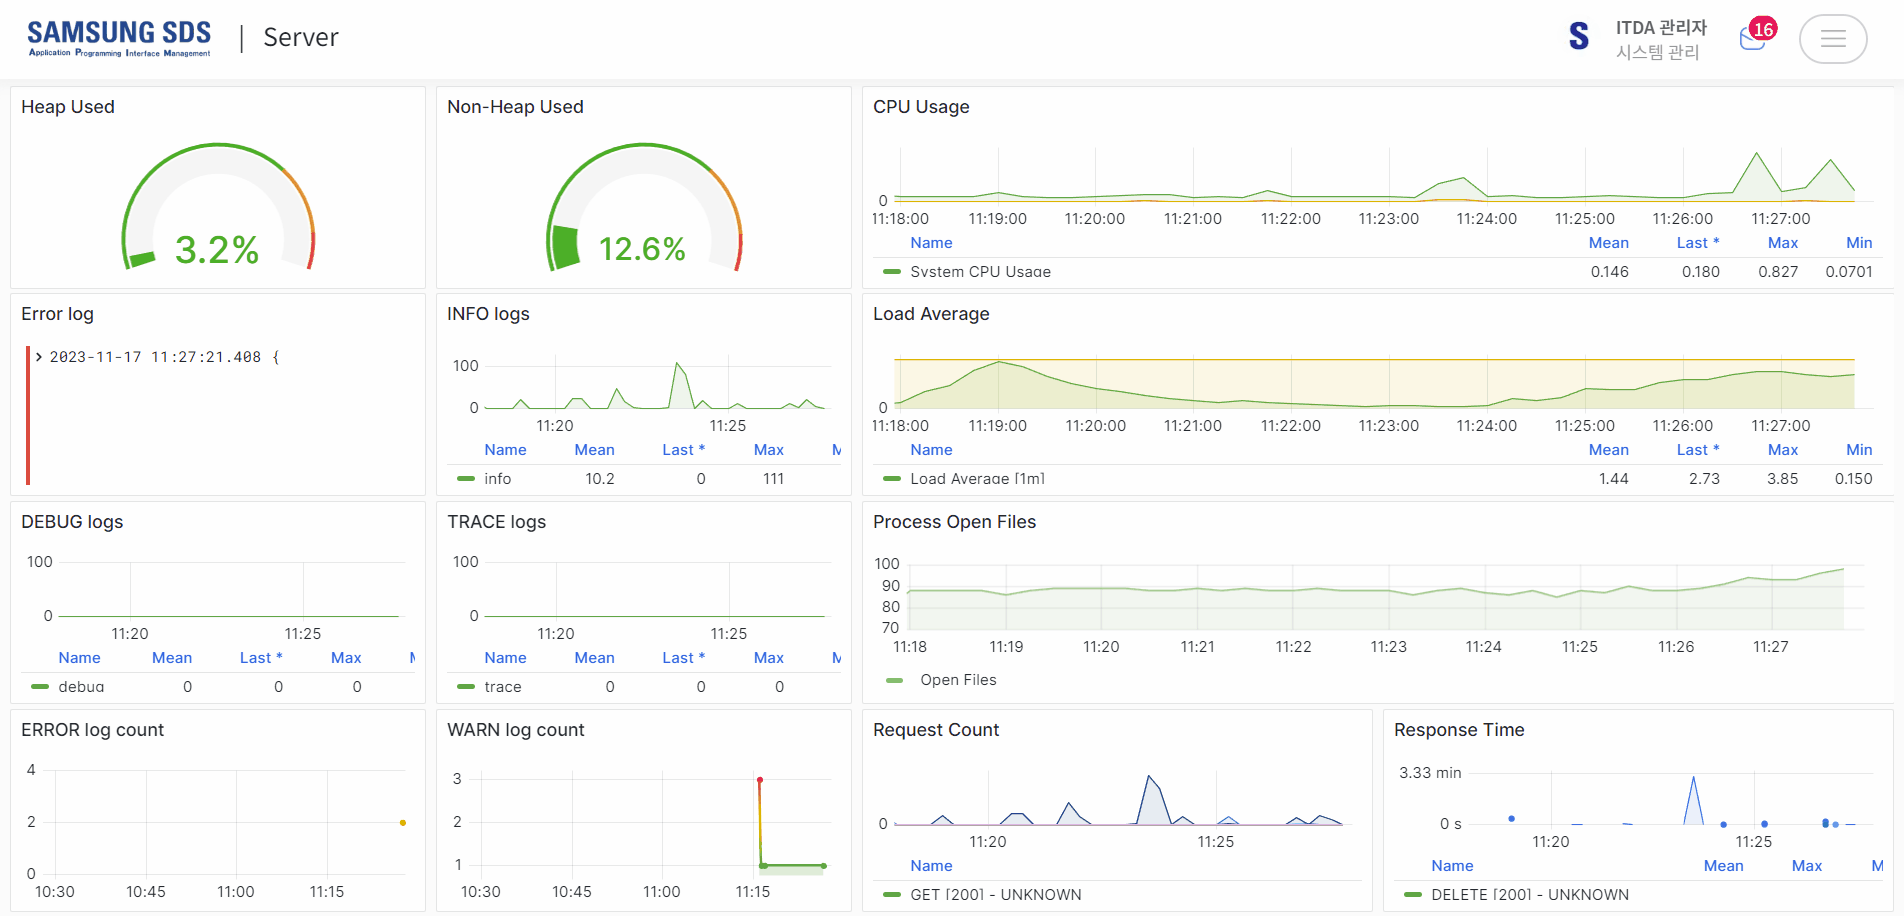 SAMSUNG SDS
Application Programming Interface Management
Server
ITDA 관리자
시스템 관리
16
Heap Used
3.2%
Non-Heap Used
12.6%
CPU Usage
0
11:18:00 11:19:00 11:20:00 11:21:00 11:22:00 11:23:00 11:24:00 11:25:00 11:26:00 11:27:00
Name Mean Last * Max Min
System CPU Usage 0.146 0.180 0.827 0.0701
Error log
2023-11-17 11:27:21.408 {
INFO logs
100
0
11:20 11:25
Name Mean Last * Max M
info 10.2 0 111
Load Average
0
11:18:00 11:19:00 11:20:00 11:21:00 11:22:00 11:23:00 11:24:00 11:25:00 11:26:00 11:27:00
Name Mean Last * Max Min
Load Average [1m] 1.44 2.73 3.85 0.150
DEBUG logs
100
0
11:20 11:25
Name Mean Last * Max M
debug 0 0 0
TRACE logs
100
0
11:20 11:25
Name Mean Last * Max M
trace 0 0 0
Process Open Files
100
90
80
70
11:18 11:19 11:20 11:21 11:22 11:23 11:24 11:25 11:26 11:27
Open Files
ERROR log count
4
2
0
10:30 10:45 11:00 11:15
WARN log count
3
2
1
10:30 10:45 11:00 11:15
Request Count
0
11:20 11:25
Name
GET [200] - UNKNOWN
Response Time
3.33 min
0 s
11:20 11:25
Name Mean Max M
DELETE [200] - UNKNOWN